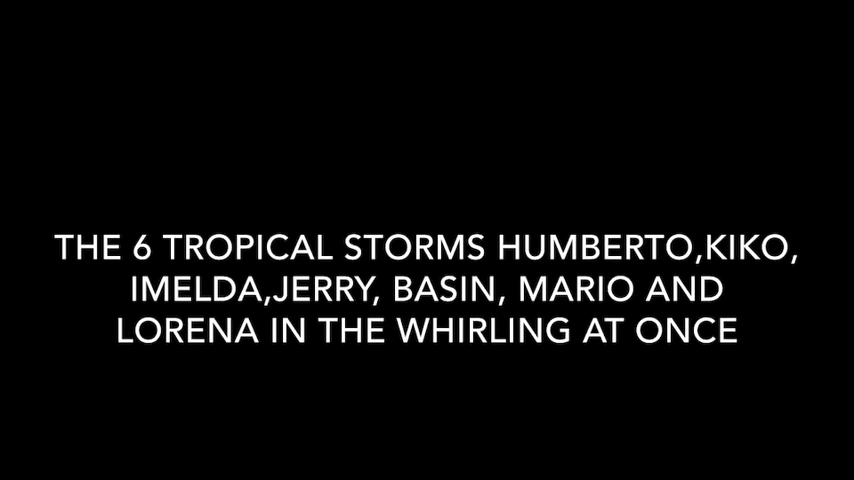 THE 6 TROPICAL STORMS HUMBERTO,KIKO,
IMELDA,JERRY, BASIN, MARIO AND
LORENA IN THE WHIRLING AT ONCE